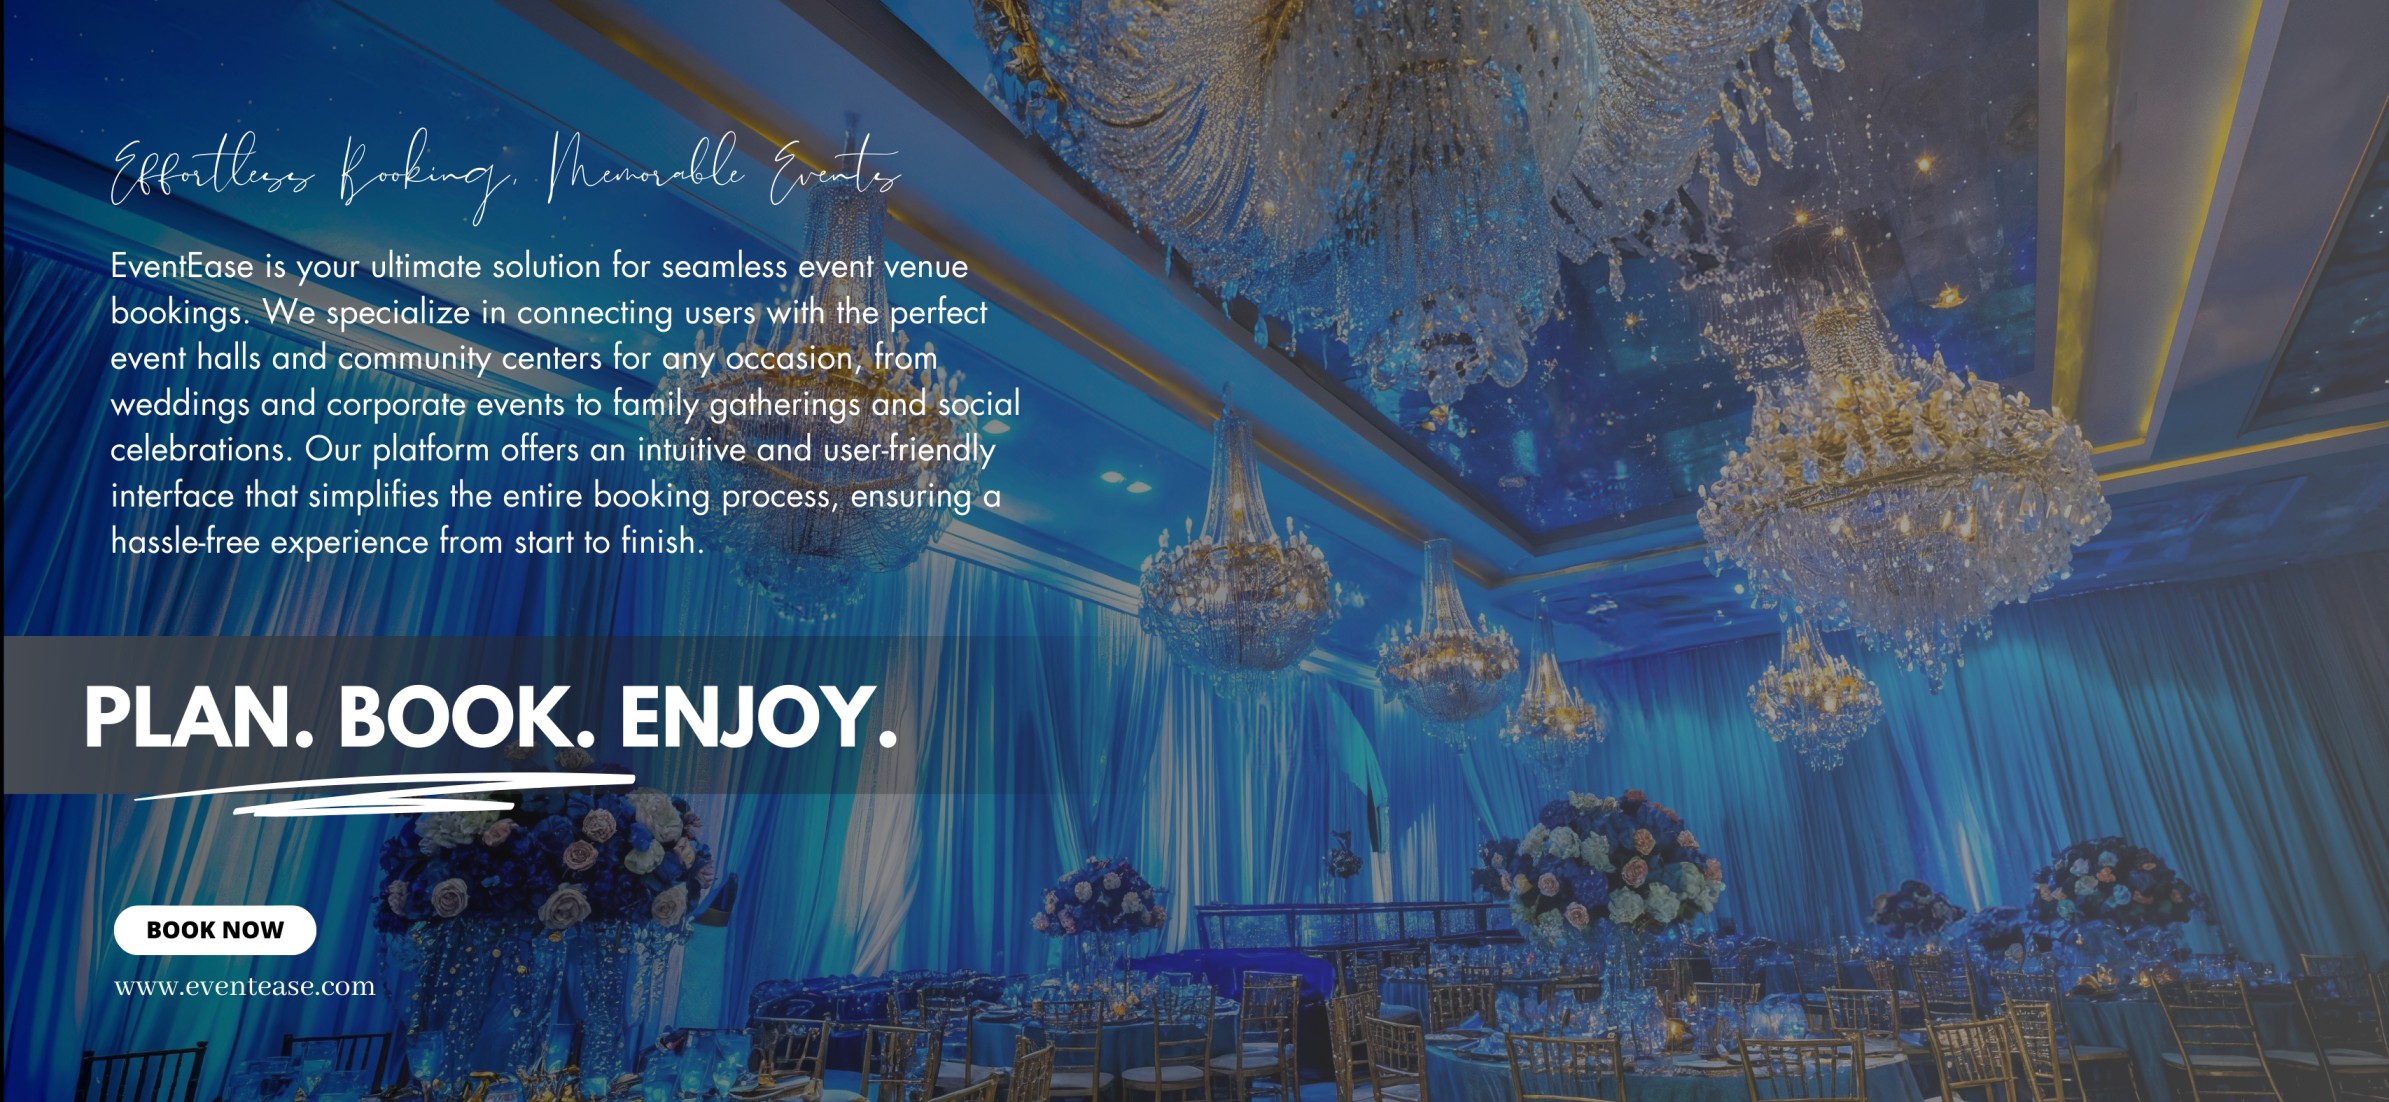 Effortless Booking, Memorable Events
EventEase is your ultimate solution for seamless event venue
bookings. We specialize in connecting users with the perfect
event halls and community centers for any occasion, from
weddings and corporate events to family gatherings and social
celebrations. Our platform offers an intuitive and user-friendly
interface that simplifies the entire booking process, ensuring a
hassle-free experience from start to finish.
PLAN. BOOK. ENJOY.
BOOK NOW
www.eventease.com